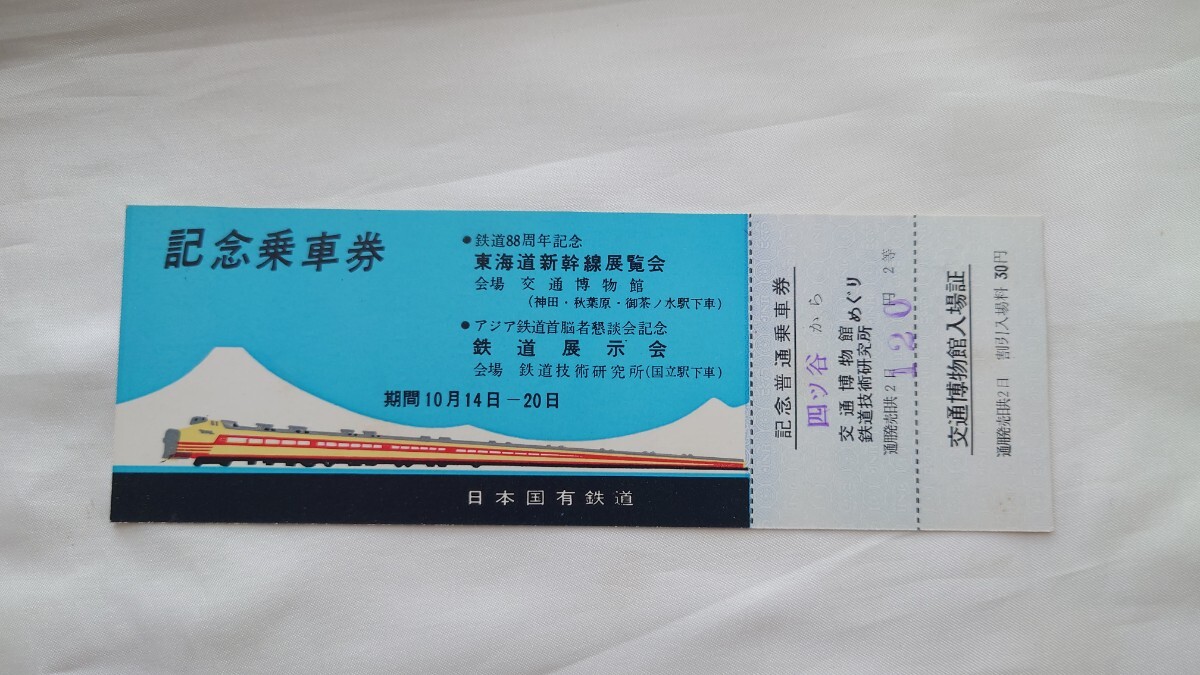 記念乗車券
●鉄道88周年記念
東海道新幹線展覧会
会場 交通博物館
(神田・秋葉原・御茶ノ水駅下車)
●アジア鉄道首脳者懇談会記念
鉄道展示会
会場 鉄道技術研究所(国立駅下車)
期間10月14日-20日
日本国有鉄道
記念普通乗車券
四ッ谷から
交通博物館
鉄道技術研究所
めぐり
通用発売日共2日 120円 2等
交通博物館入場証
通用発売日共2日 割引入場料30円